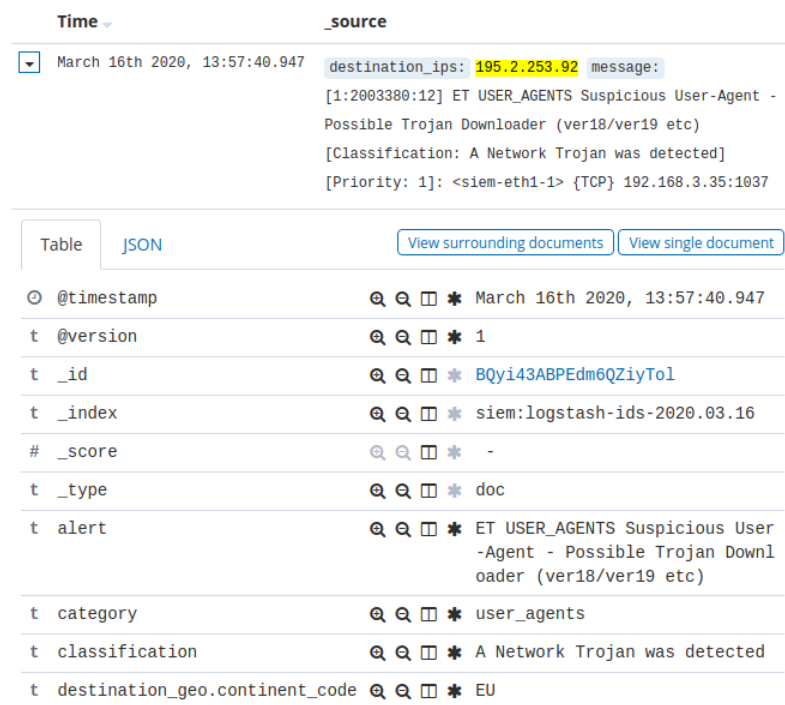 Time _source
March 16th 2020, 13:57:40.947 destination_ips: 195.2.253.92 message:
[1:2003380:12] ET USER_AGENTS Suspicious User-Agent -
Possible Trojan Downloader (ver18/ver19 etc)
[Classification: A Network Trojan was detected]
[Priority: 1]: <siem-eth1-1> {TCP} 192.168.3.35:1037
Table JSON View surrounding documents View single document
@timestamp March 16th 2020, 13:57:40.947
t @version 1
t _id BQyi43ABPEdm6QZiyTol
t _index siem:logstash-ids-2020.03.16
# _score -
t _type doc
t alert ET USER_AGENTS Suspicious User
-Agent - Possible Trojan Downl
oader (ver18/ver19 etc)
t category user_agents
t classification A Network Trojan was detected
t destination_geo.continent_code EU